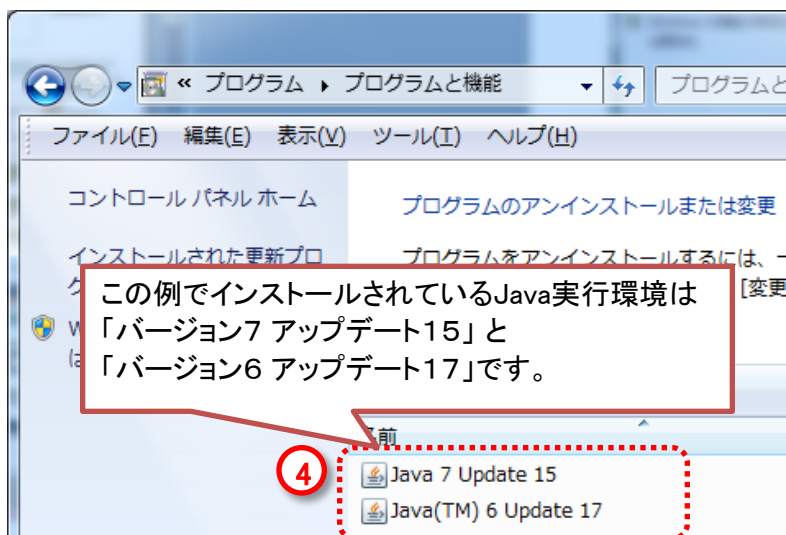 « プログラム ▸ プログラムと機能
プログラムと
ファイル(F) 編集(E) 表示(V) ツール(T) ヘルプ(H)
コントロール パネル ホーム
プログラムのアンインストールまたは変更
インストールされた更新プロ
プログラムをアンインストールするには、
[変更
W
は
この例でインストールされているJava実行環境は
「バージョン7 アップデート15」と
「バージョン6 アップデート17」です。
前
④
Java 7 Update 15
Java(TM) 6 Update 17